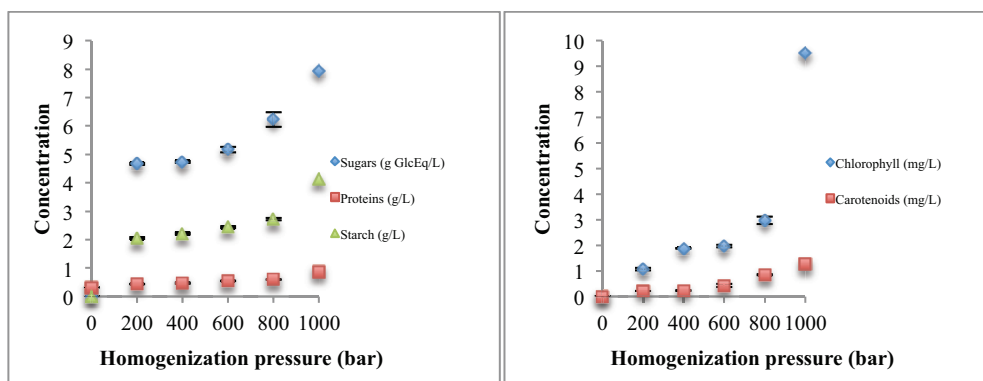 9
8
7
6
5
4
3
2
1
0
Concentration
0 200 400 600 800 1000
Homogenization pressure (bar)
Sugars (g GlcEq/L)
Proteins (g/L)
Starch (g/L)
10
9
8
7
6
5
4
3
2
1
0
Concentration
0 200 400 600 800 1000
Homogenization pressure (bar)
Chlorophyll (mg/L)
Carotenoids (mg/L)